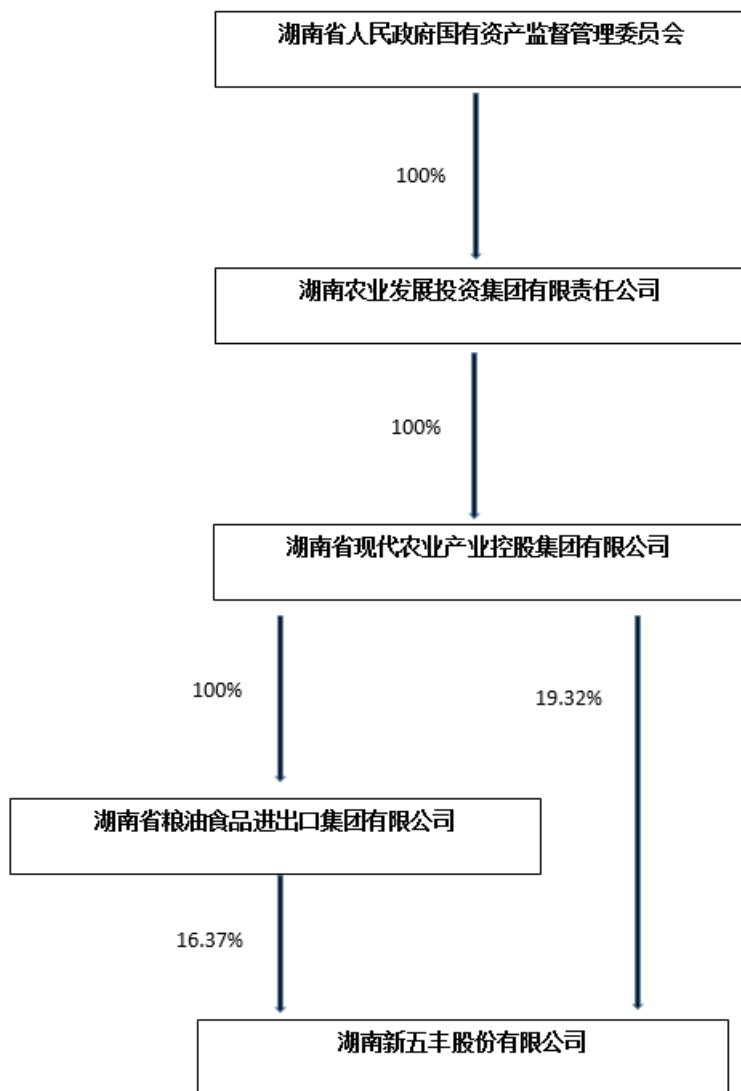 湖南省人民政府国有资产监督管理委员会
100%
湖南农业发展投资集团有限责任公司
100%
湖南省现代农业产业控股集团有限公司
100%
19.32%
湖南省粮油食品进出口集团有限公司
16.37%
湖南新五丰股份有限公司